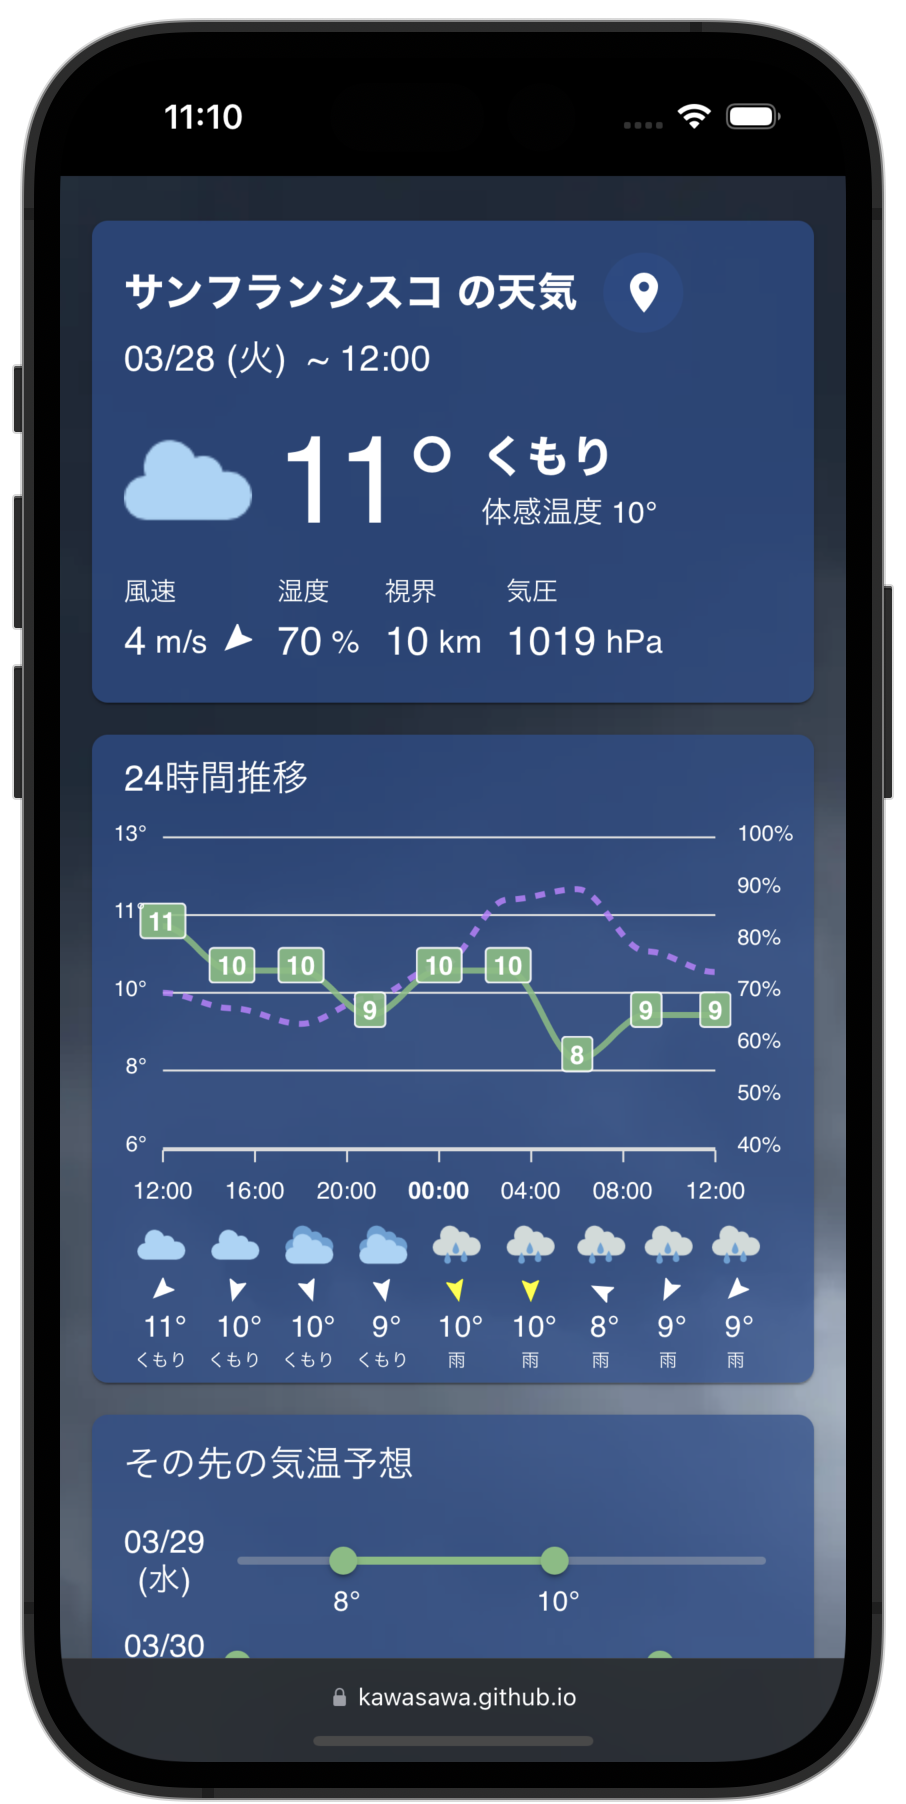 11:10
サンフランシスコ の天気
03/28 (火) ~ 12:00
11° くもり
体感温度 10°
風速 湿度 視界 気圧
4 m/s 70 % 10 km 1019 hPa
24時間推移
13° 100%
90%
11° 11
80%
10 10 10 10
10° 70%
9 9 9
60%
8
8°
50%
6° 40%
12:00 16:00 20:00 00:00 04:00 08:00 12:00
11° 10° 10° 9° 10° 10° 8° 9° 9°
くもり くもり くもり くもり 雨 雨 雨 雨 雨
その先の気温予想
03/29
(水)
8° 10°
03/30
kawasawa.github.io